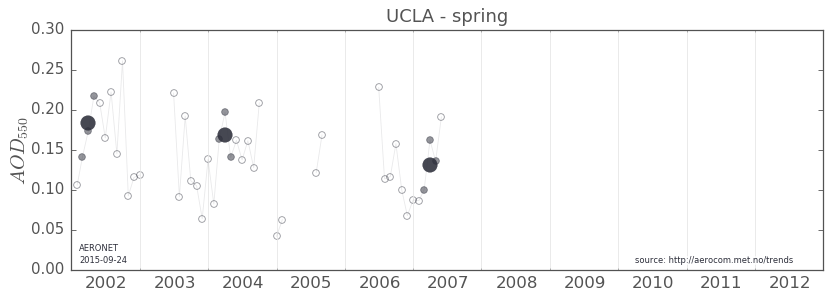 UCLA - spring
0.30
0.25
0.20
0.15
0.10
0.05
0.00
AOD550
AERONET
2015-09-24
source: http://aerocom.met.no/trends
2002 2003 2004 2005 2006 2007 2008 2009 2010 2011 2012